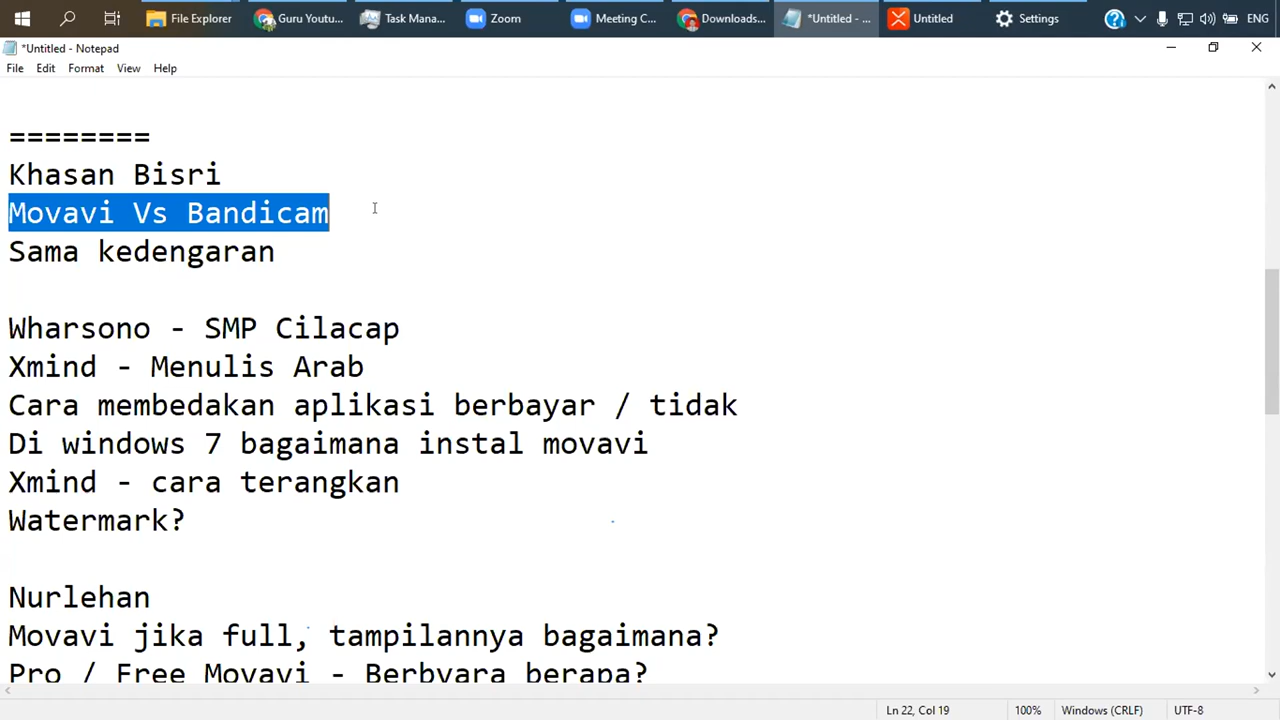 File Explorer
Guru Youtu...
Task Mana...
Zoom
Meeting C...
Downloads...
*Untitled - ...
Untitled
Settings
ENG
*Untitled - Notepad
File Edit Format View Help
========
Khasan Bisri
Movavi Vs Bandicam
Sama kedengaran
Wharsono - SMP Cilacap
Xmind - Menulis Arab
Cara membedakan aplikasi berbayar / tidak
Di windows 7 bagaimana instal movavi
Xmind - cara terangkan
Watermark?
Nurlehan
Movavi jika full, tampilannya bagaimana?
Pro / Free Movavi - Berbyara berapa?
Ln 22, Col 19
100%
Windows (CRLF)
UTF-8